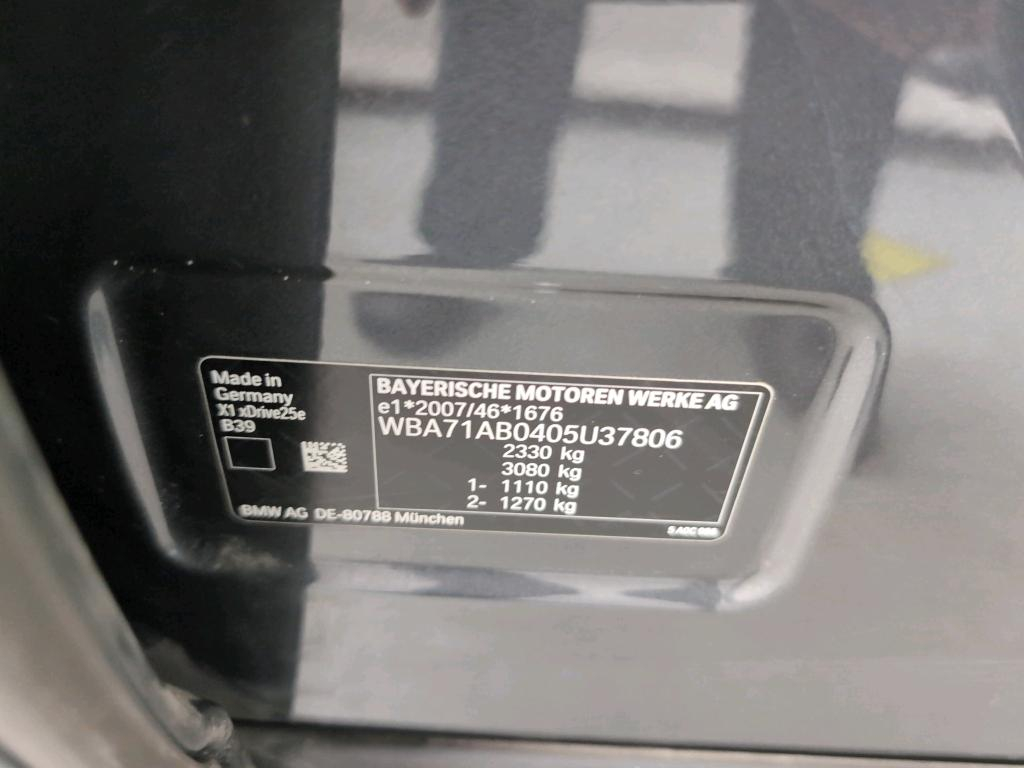 Made in
Germany
X1 xDrive25e
B39
BAYERISCHE MOTOREN WERKE AG
e1*2007/46*1676
WBA71AB0405U37806
2330 kg
3080 kg
1- 1110 kg
2- 1270 kg
BMW AG DE-80788 München